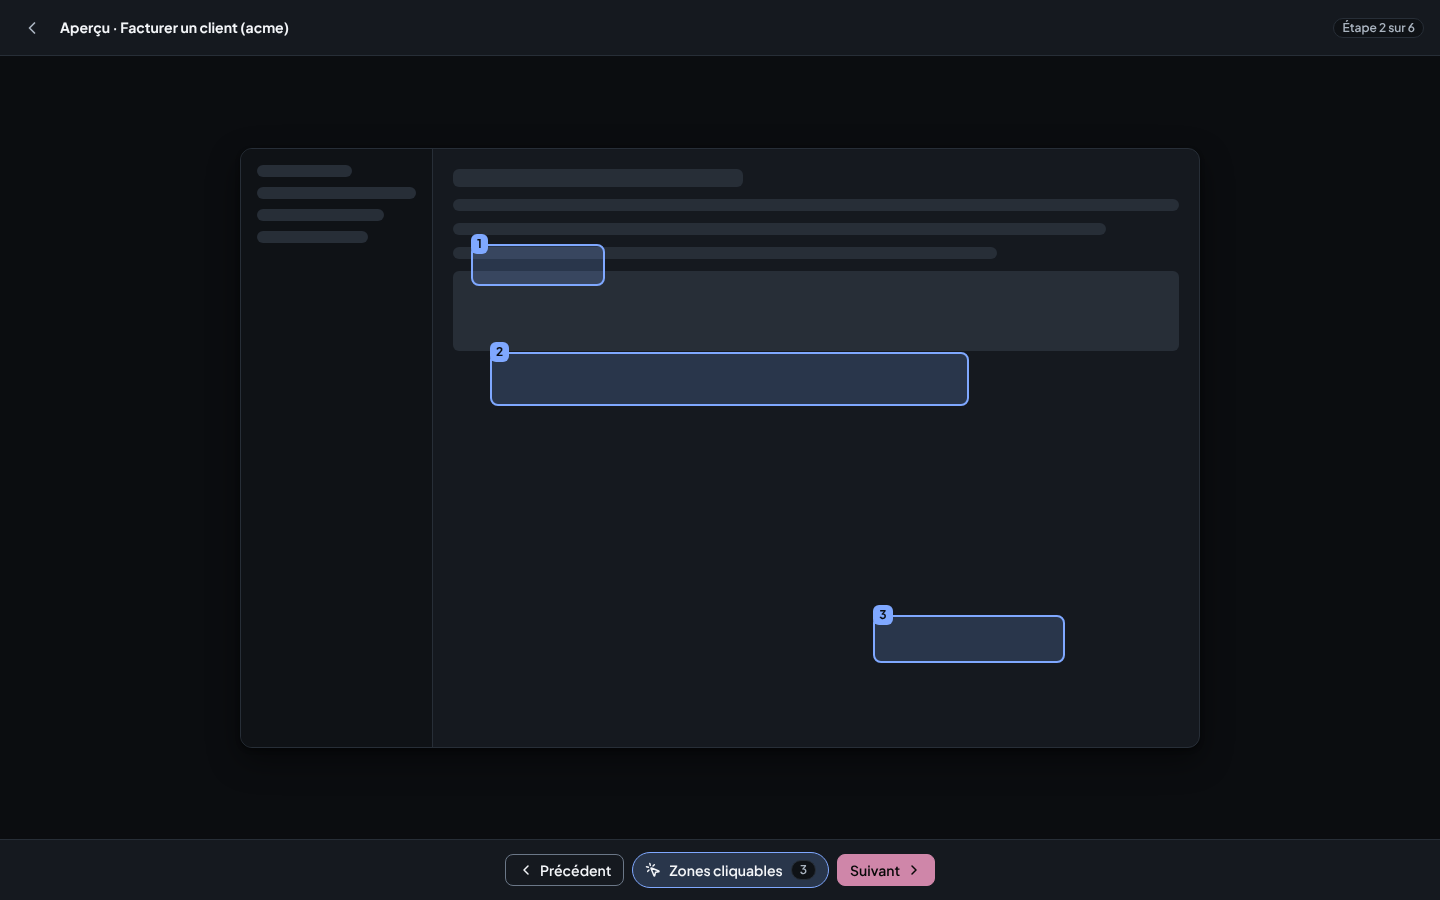 Aperçu · Facturer un client (acme)
Étape 2 sur 6
1
2
3
Précédent
Zones cliquables 3
Suivant